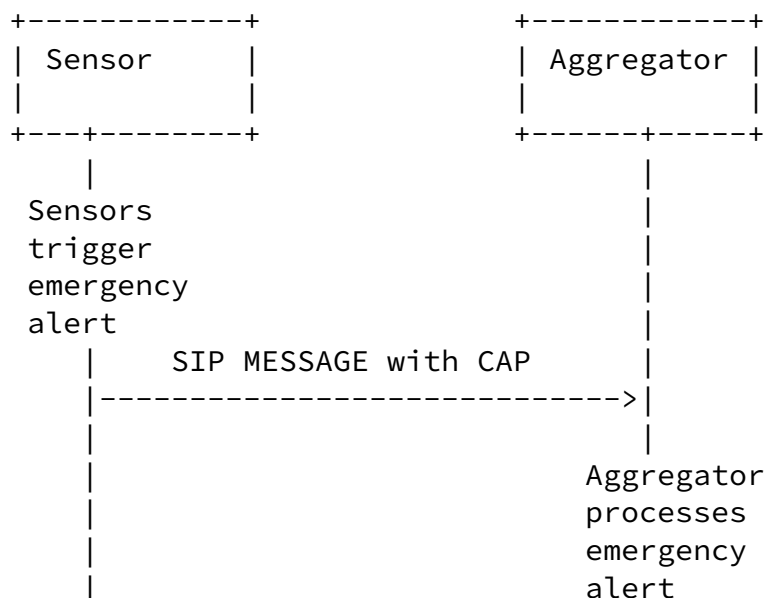 Sensor
Aggregator
Sensors
trigger
emergency
alert
SIP MESSAGE with CAP
Aggregator
processes
emergency
alert